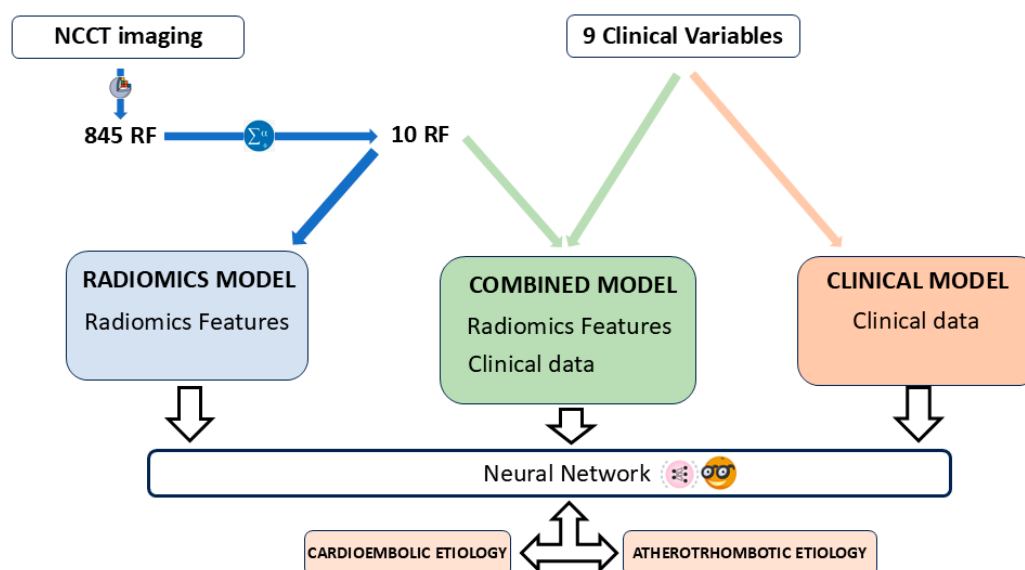 NCCT imaging
9 Clinical Variables
845 RF
Σα+
10 RF
RADIOMICS MODEL
Radiomics Features
COMBINED MODEL
Radiomics Features
Clinical data
CLINICAL MODEL
Clinical data
Neural Network
CARDIOEMBOLIC ETIOLOGY
ATHEROTRHOMBOTIC ETIOLOGY